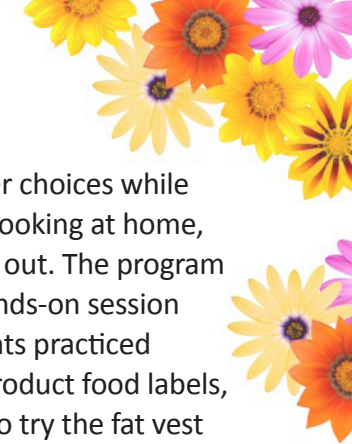 r choices while
ooking at home,
out. The program
nds-on session
nts practiced
roduct food labels,
o try the fat vest